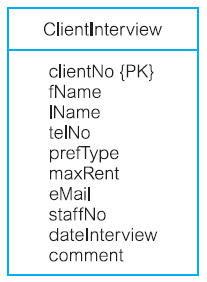 ClientInterview
clientNo {PK}
fName
lName
telNo
prefType
maxRent
eMail
staffNo
dateInterview
comment